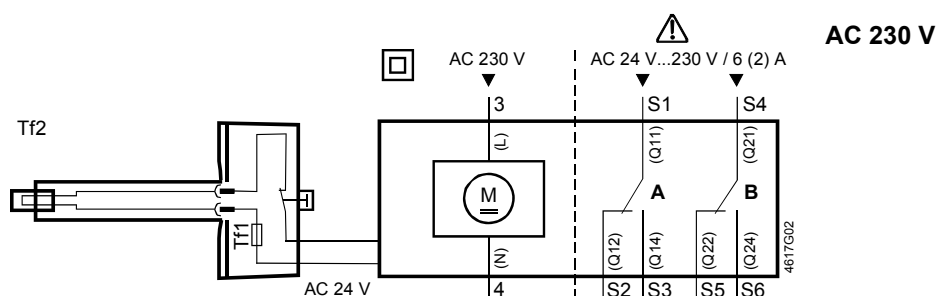 AC 230 V
AC 230 V
AC 24 V...230 V / 6 (2) A
3
S1
S4
Tf2
(L)
(Q11)
(Q21)
M
A
B
Tf1
(N)
(Q12)
(Q14)
(Q22)
(Q24)
4617G02
AC 24 V
4
S2
S3
S5
S6